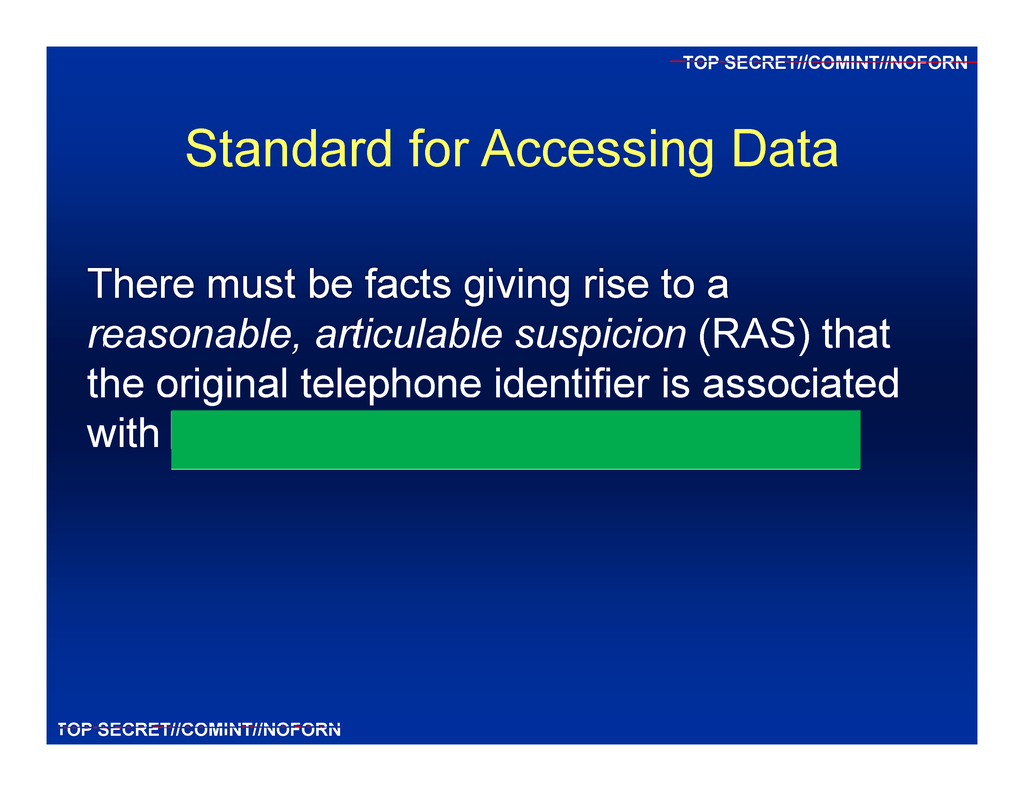 TOP SECRET//COMINT//NOFORN
Standard for Accessing Data
There must be facts giving rise to a
reasonable, articulable suspicion (RAS) that
the original telephone identifier is associated
with
TOP SECRET//COMINT//NOFORN